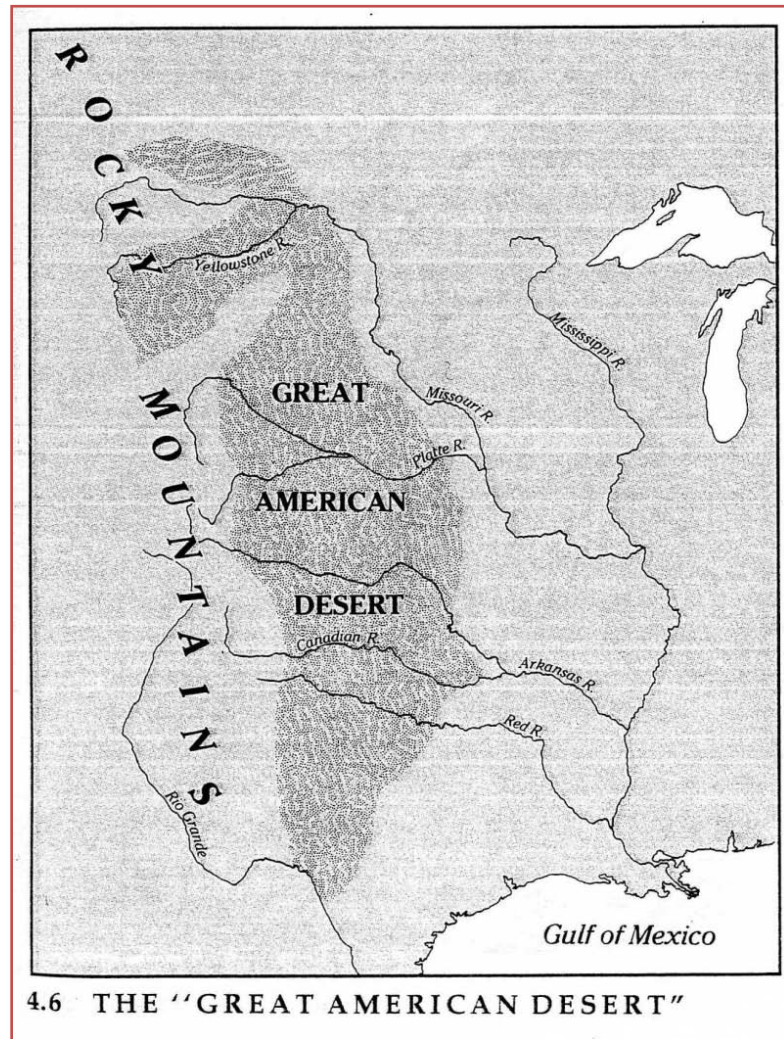 ROCKY
MOUNTAINS
Yellowstone R.
Mississippi R.
Missouri R.
GREAT
Platte R.
AMERICAN
DESERT
Canadian R.
Arkansas R.
Red R.
Rio Grande
Gulf of Mexico
4.6 THE ‘‘GREAT AMERICAN DESERT”